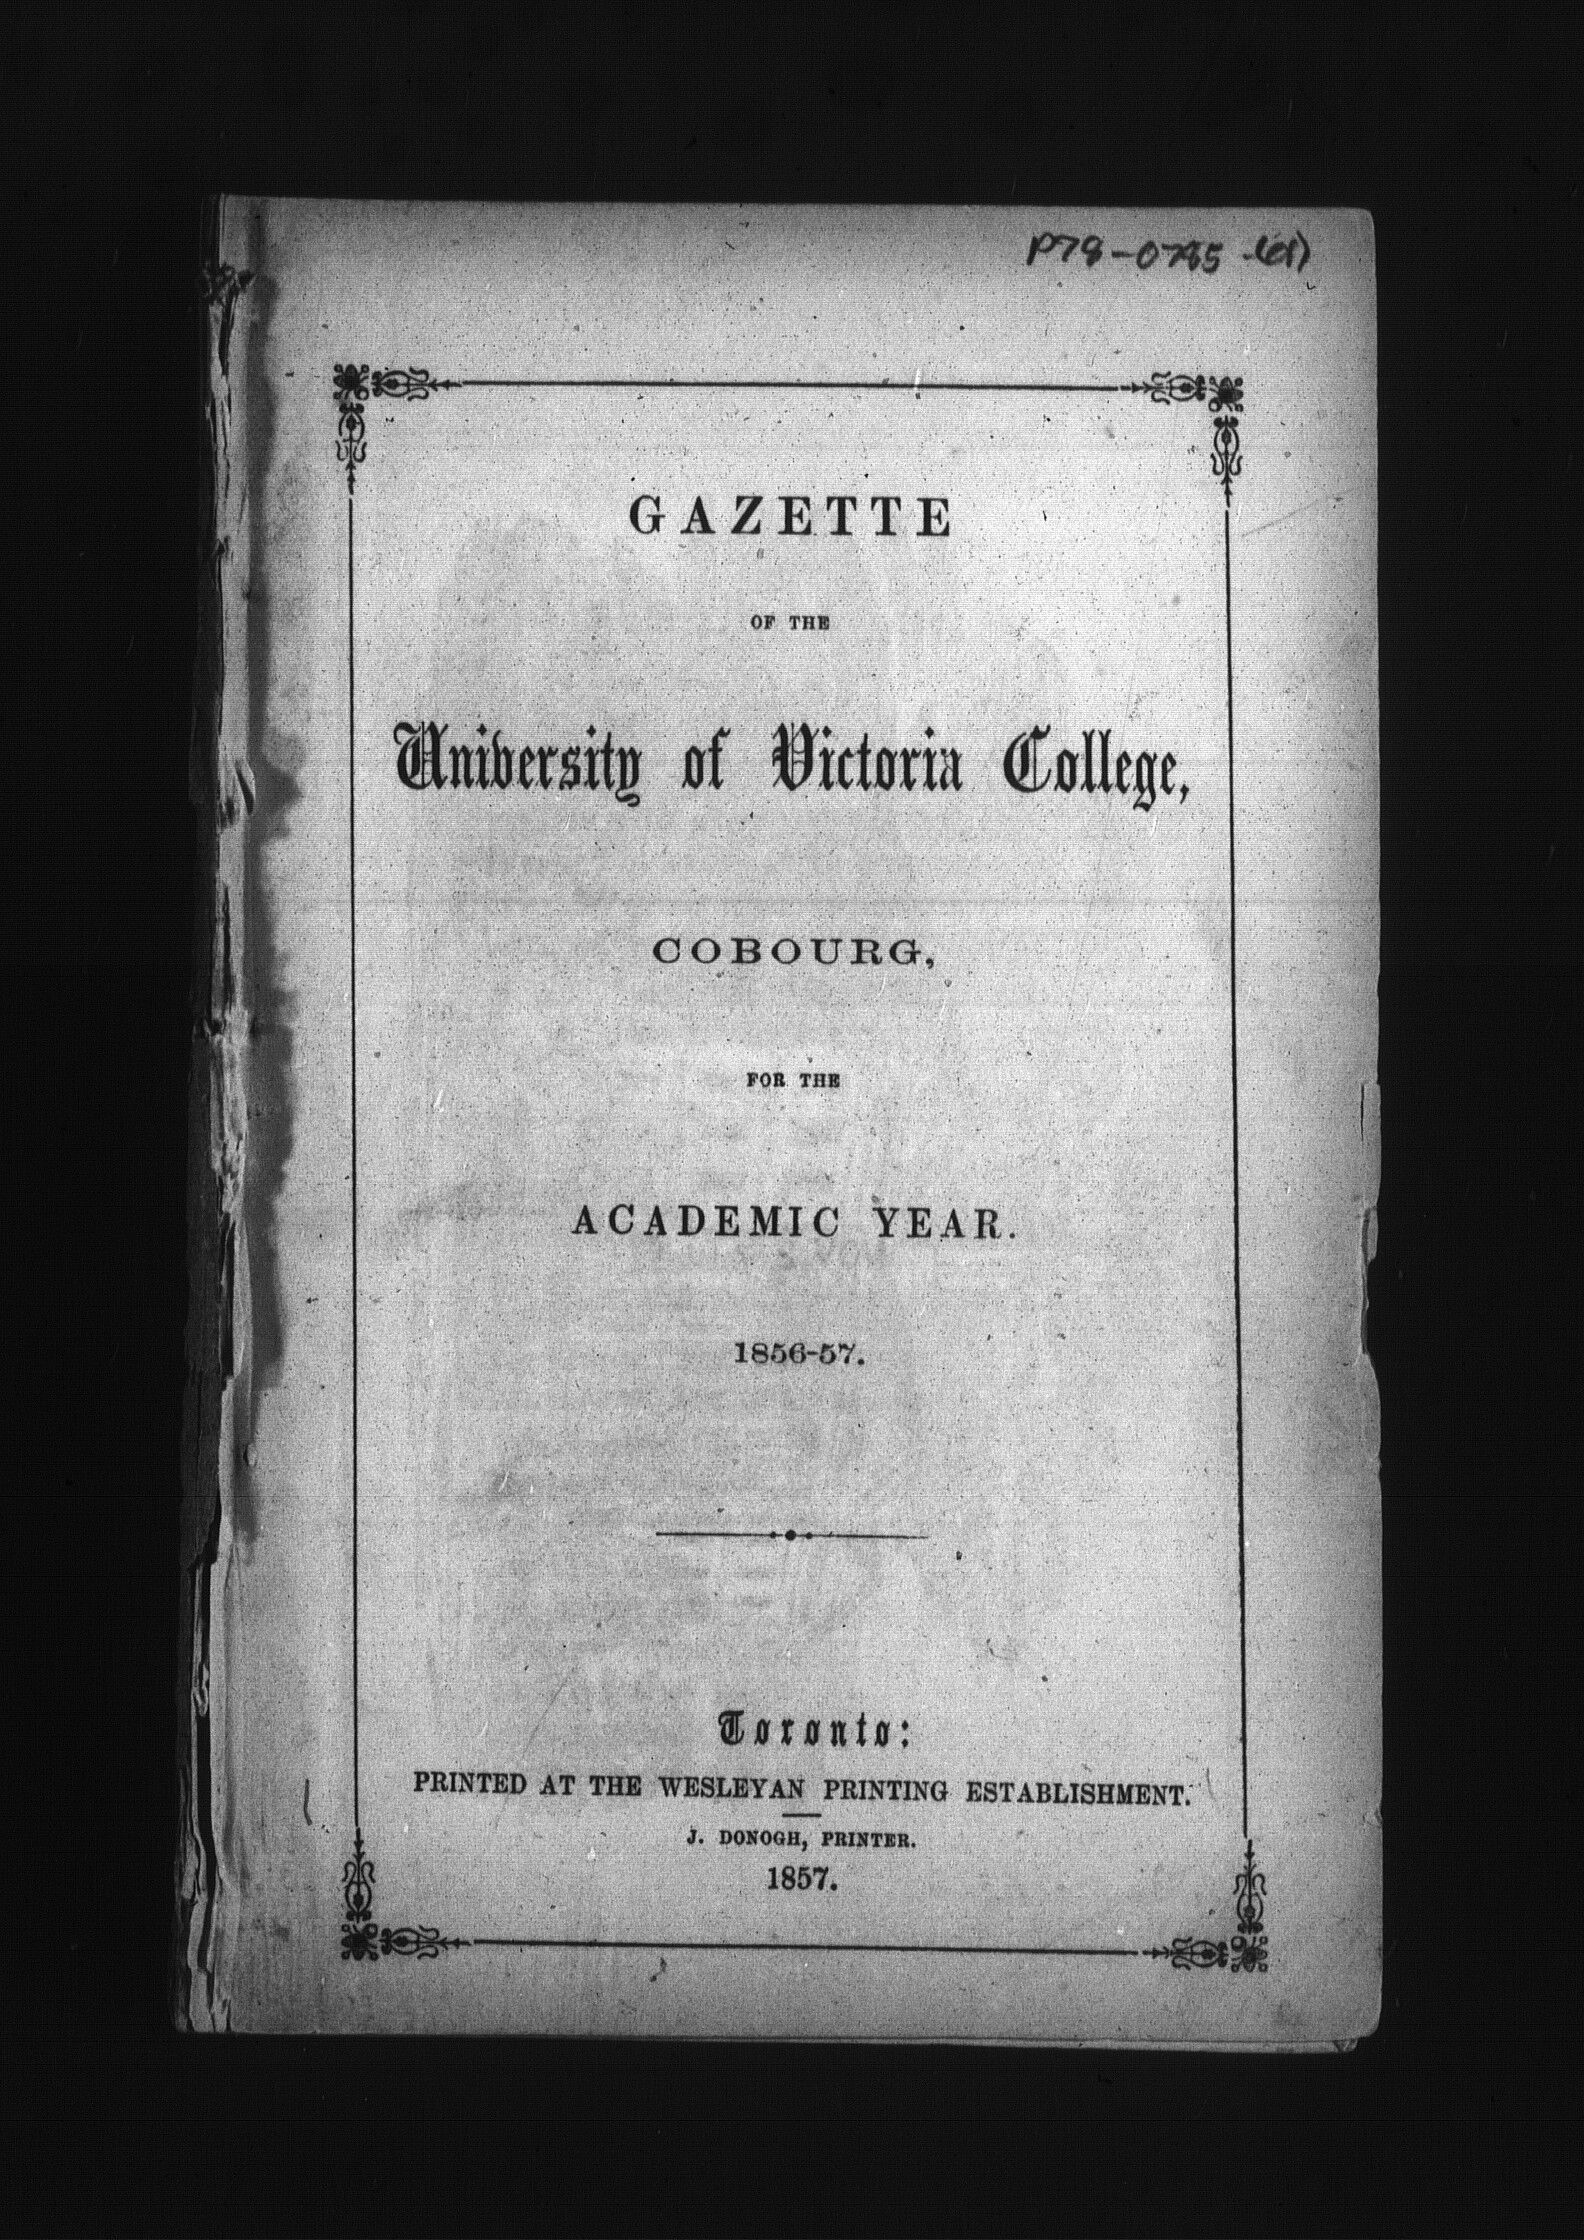 P78-0785-(01)
GAZETTE
OF THE
University of Victoria College,
COBOURG,
FOR THE
ACADEMIC YEAR.
1856-57.
Toronto:
PRINTED AT THE WESLEYAN PRINTING ESTABLISHMENT.
J. DONOGH, PRINTER.
1857.